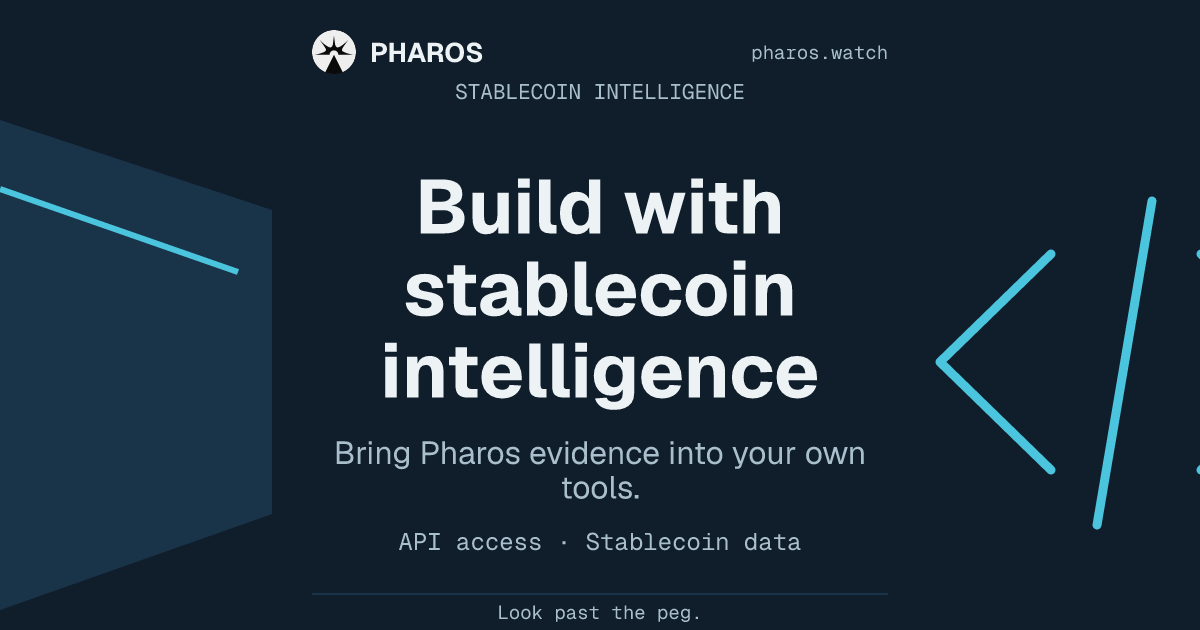 PHAROS
pharos.watch
STABLECOIN INTELLIGENCE
Build with
stablecoin
intelligence
Bring Pharos evidence into your own
tools.
API access · Stablecoin data
Look past the peg.